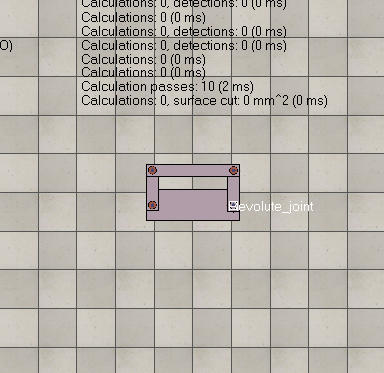 Calculations: 0, detections: 0 (0 ms)
Calculations: 0 (0 ms)
Calculations: 0, detections: 0 (0 ms)
O) Calculations: 0, detections: 0 (0 ms)
Calculations: 0 (0 ms)
Calculations: 0 (0 ms)
Calculation passes: 10 (2 ms)
Calculations: 0, surface cut: 0 mm^2 (0 ms)
Revolute_joint